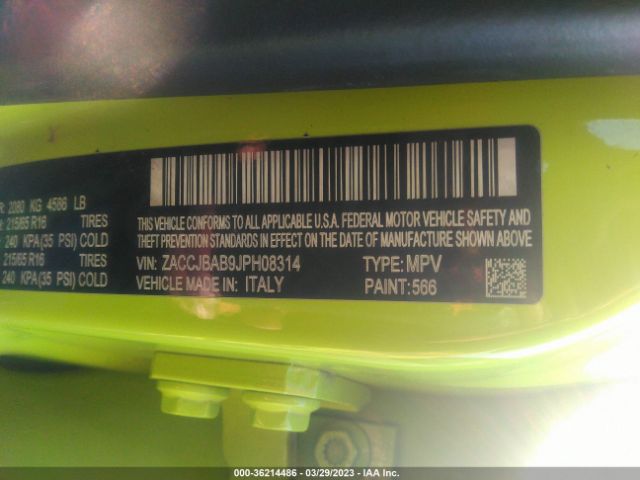 R: 2080 KG 4586 LB
215/65 R16 TIRES
240 KPA(35 PSI) COLD
215/65 R16 TIRES
240 KPA(35 PSI) COLD
THIS VEHICLE CONFORMS TO ALL APPLICABLE U.S.A. FEDERAL MOTOR VEHICLE SAFETY AND
THEFT PREVENTION STANDARDS IN EFFECT ON THE DATE OF MANUFACTURE SHOWN ABOVE.
VIN: ZACCJBAB9JPH08314 TYPE: MPV
VEHICLE MADE IN: ITALY PAINT: 566
000-36214486 - 03/29/2023 - IAA Inc.